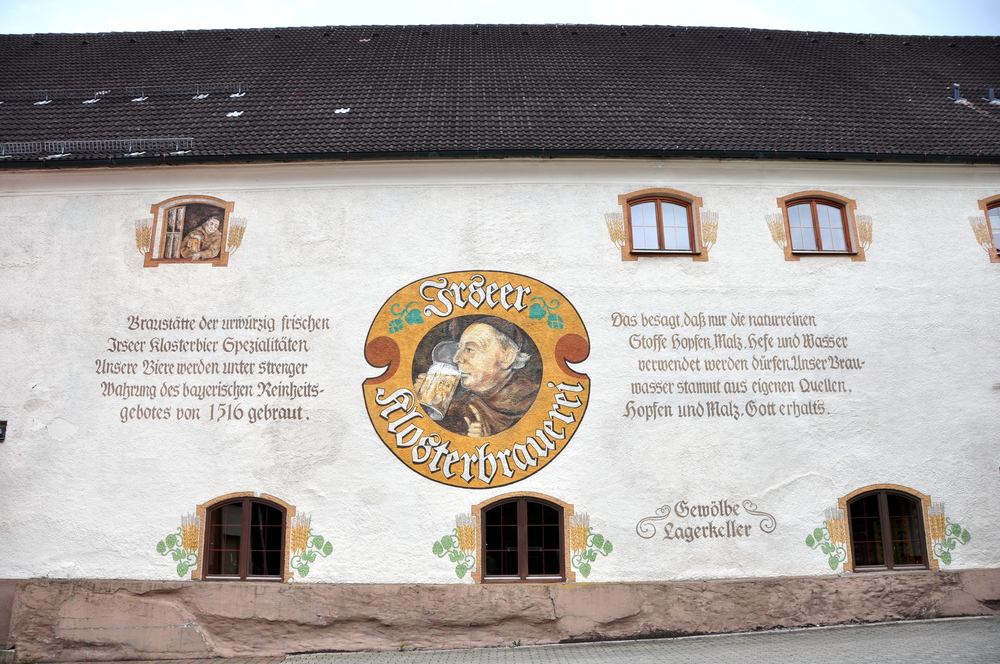 Irseer
Klosterbrauerei
Braustätte der urwürzig frischen
Irseer Klosterbier Spezialitäten
Unsere Biere werden unter strenger
Wahrung des bayerischen Reinheits-
gebotes von 1516 gebraut.
Das besagt, daß nur die naturreinen
Stoffe Hopfen, Malz, Hefe und Wasser
verwendet werden dürfen. Unser Brau-
wasser stammt aus eigenen Quellen.
Hopfen und Malz, Gott erhalts.
Gewölbe
Lagerkeller